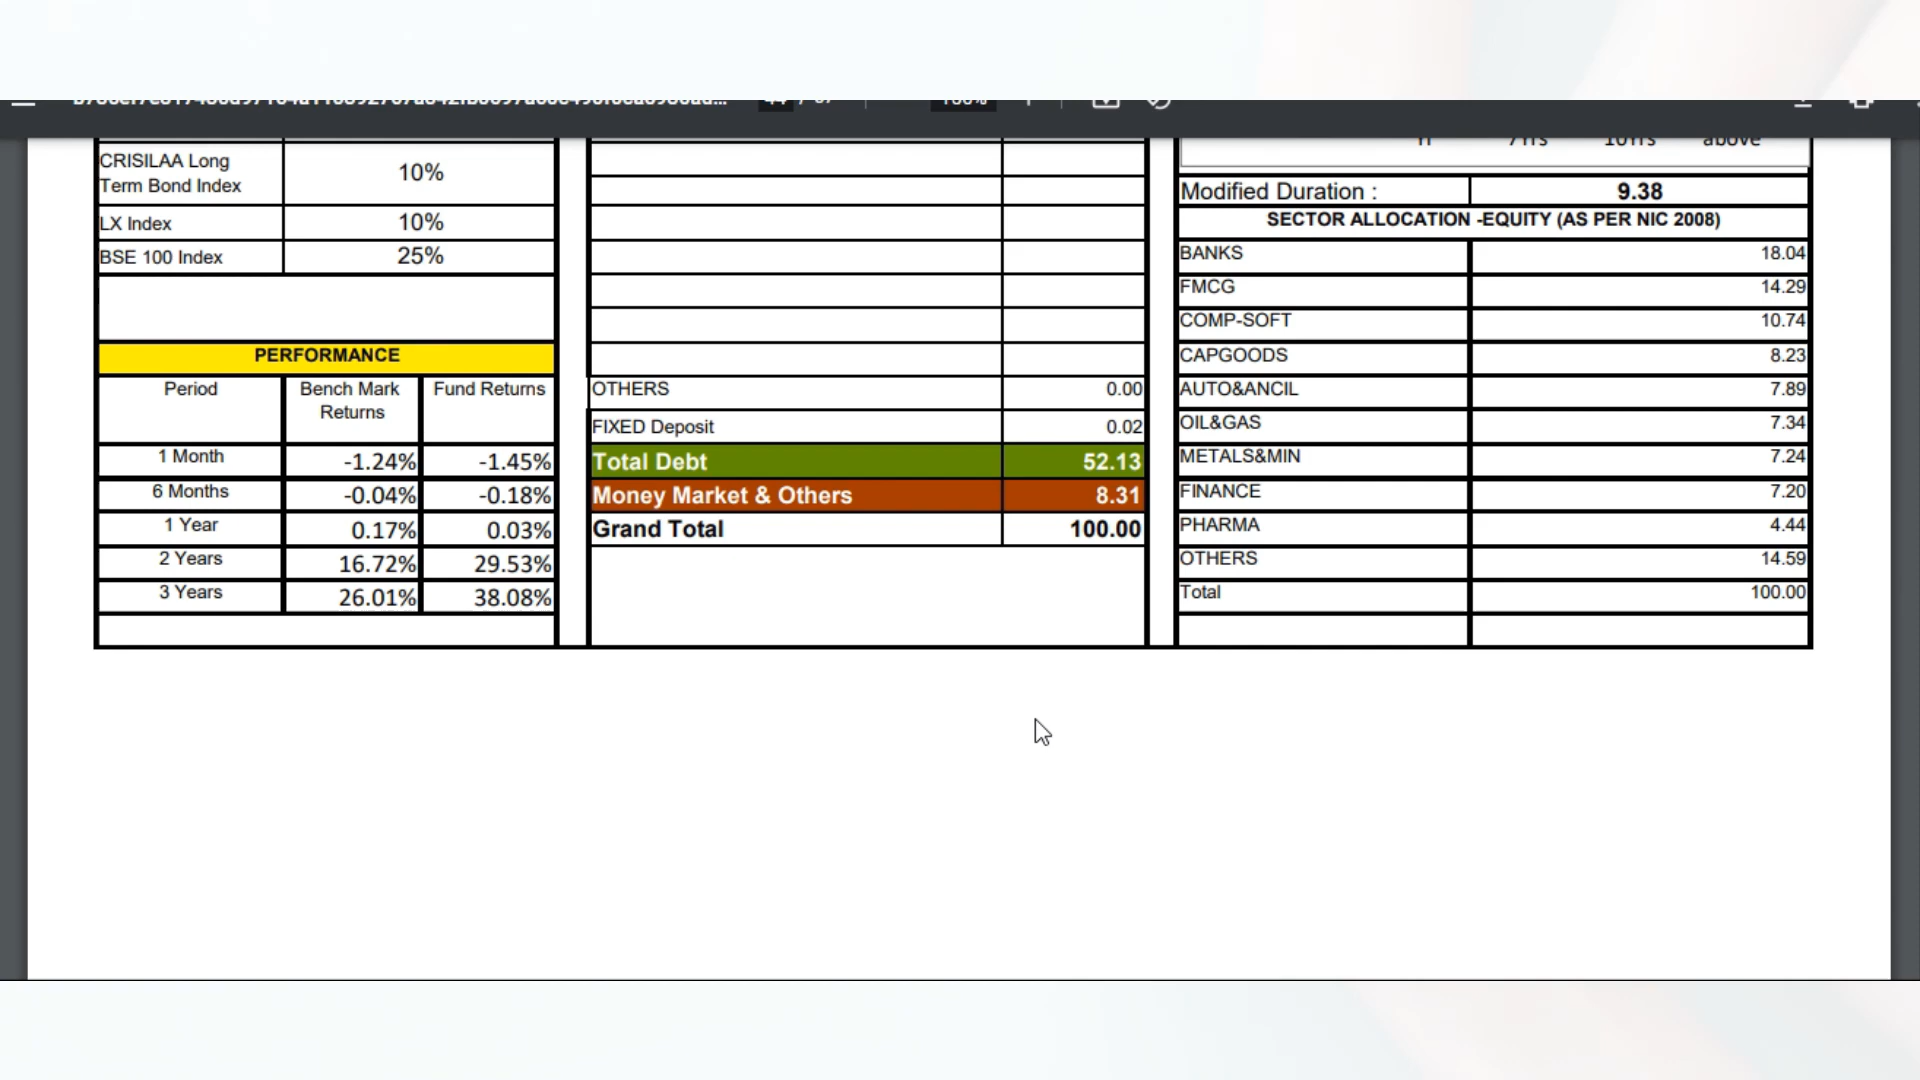 CRISILAA Long
Term Bond Index 10%
LX Index 10%
BSE 100 Index 25%
PERFORMANCE
Period Bench Mark Returns Fund Returns
1 Month -1.24% -1.45%
6 Months -0.04% -0.18%
1 Year 0.17% 0.03%
2 Years 16.72% 29.53%
3 Years 26.01% 38.08%
OTHERS 0.00
FIXED Deposit 0.02
Total Debt 52.13
Money Market & Others 8.31
Grand Total 100.00
above
Modified Duration : 9.38
SECTOR ALLOCATION -EQUITY (AS PER NIC 2008)
BANKS 18.04
FMCG 14.29
COMP-SOFT 10.74
CAPGOODS 8.23
AUTO&ANCIL 7.89
OIL&GAS 7.34
METALS&MIN 7.24
FINANCE 7.20
PHARMA 4.44
OTHERS 14.59
Total 100.00